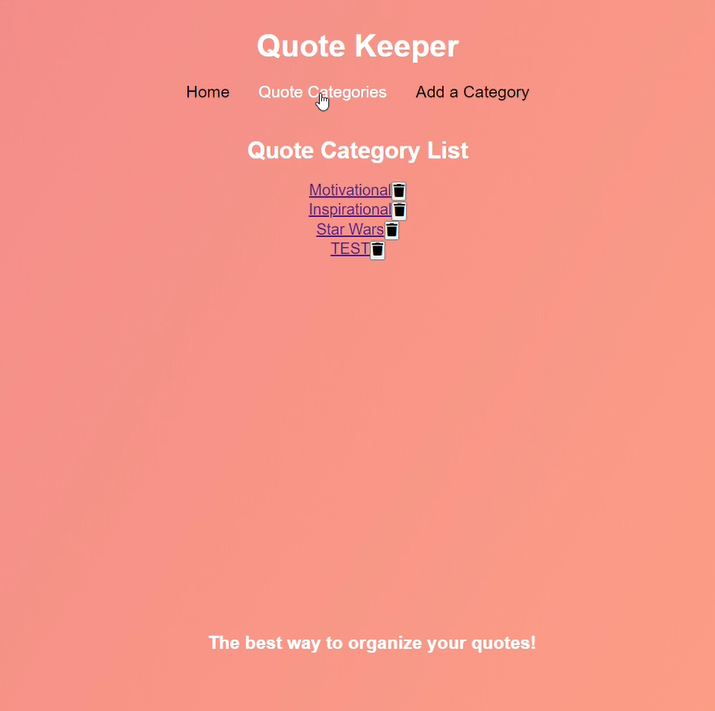 Quote Keeper
Home Quote Categories Add a Category
Quote Category List
Motivational
Inspirational
Star Wars
TEST
The best way to organize your quotes!